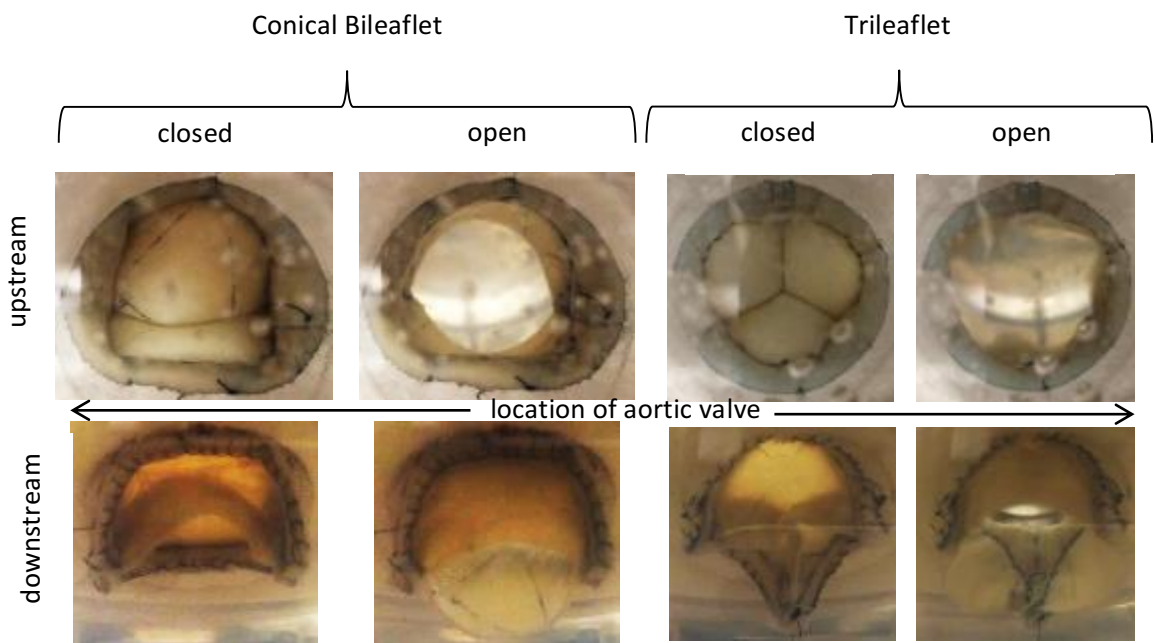 Conical Bileaflet
Trileaflet
closed
open
closed
open
upstream
location of aortic valve
downstream